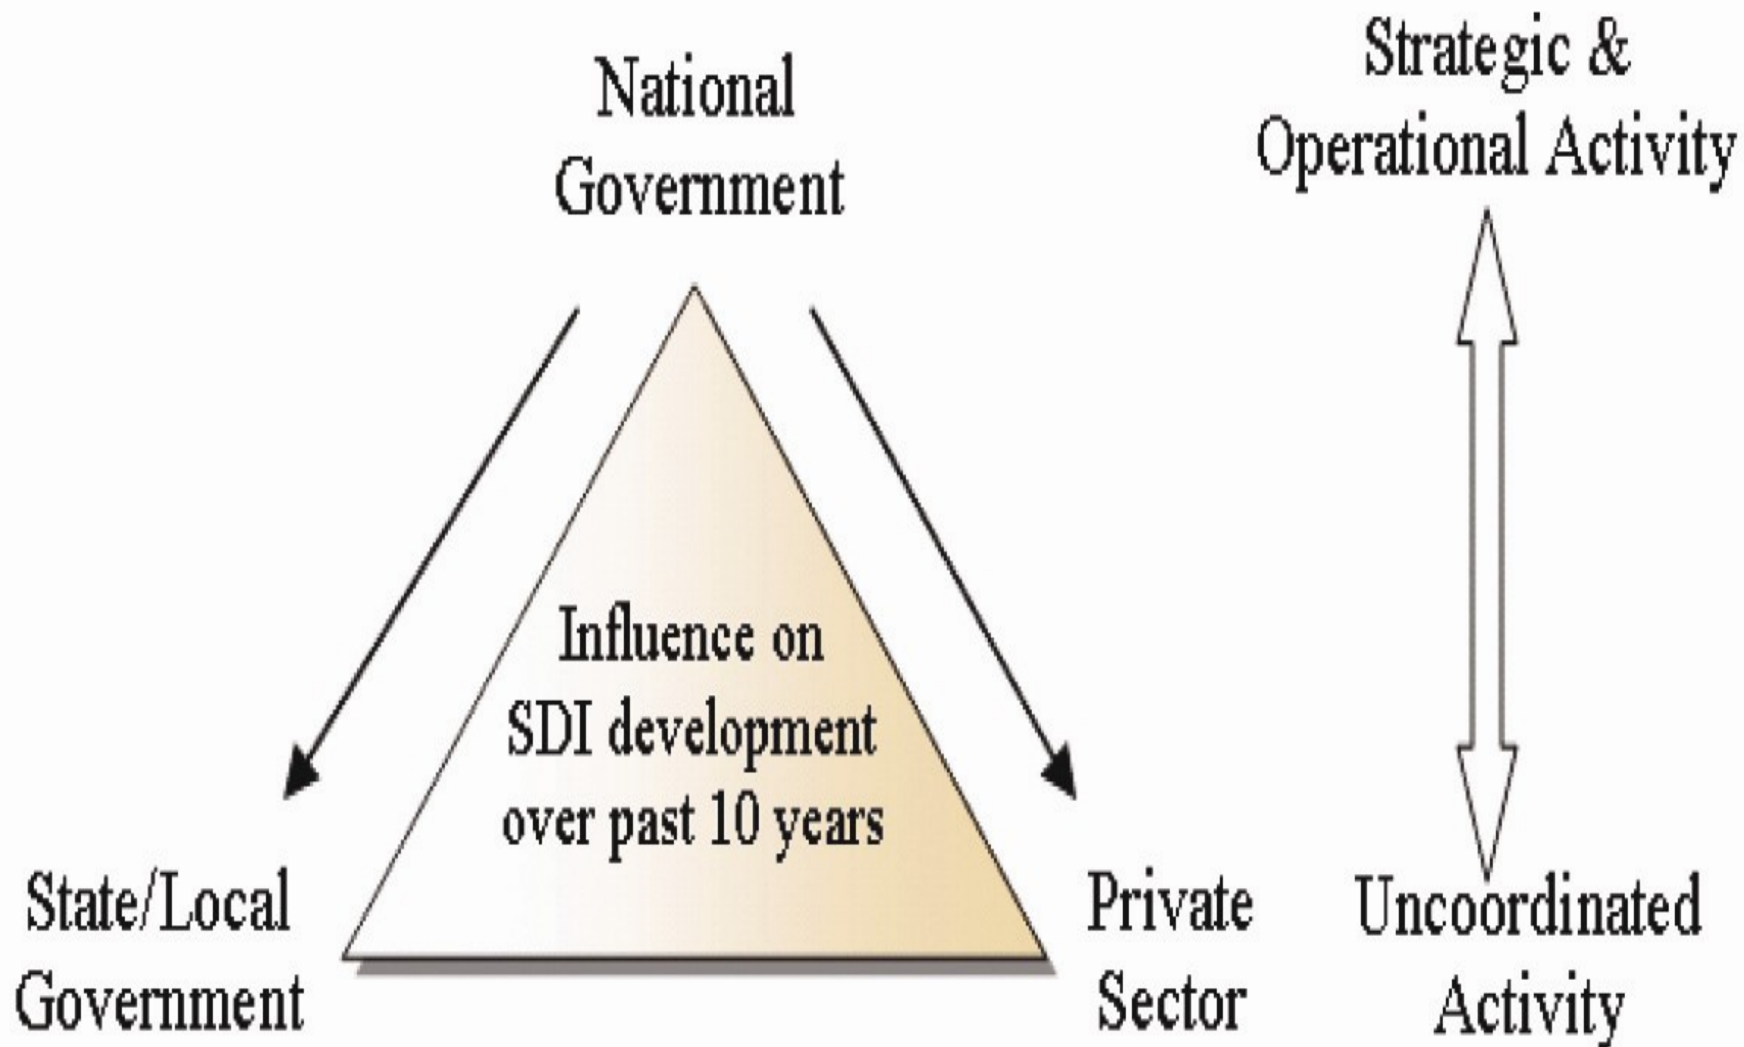 National
Government
Strategic &
Operational Activity
Influence on
SDI development
over past 10 years
State/Local
Government
Private
Sector
Uncoordinated
Activity